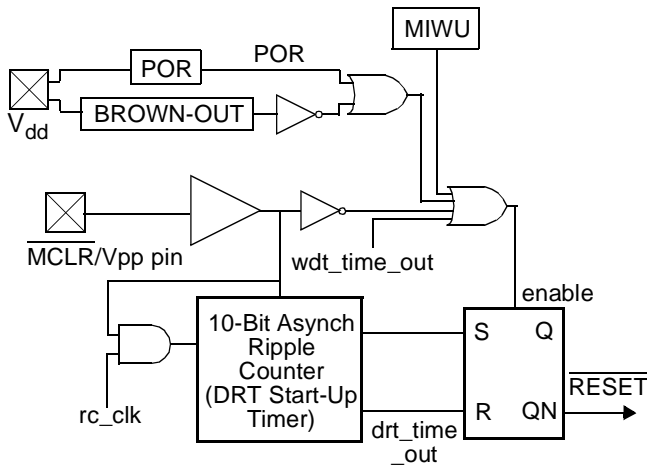 MIWU
POR
POR
BROWN-OUT
Vdd
MCLR/Vpp pin
wdt_time_out
enable
10-Bit Asynch
Ripple
Counter
(DRT Start-Up
Timer)
S
Q
R
QN
RESET
rc_clk
drt_time
_out